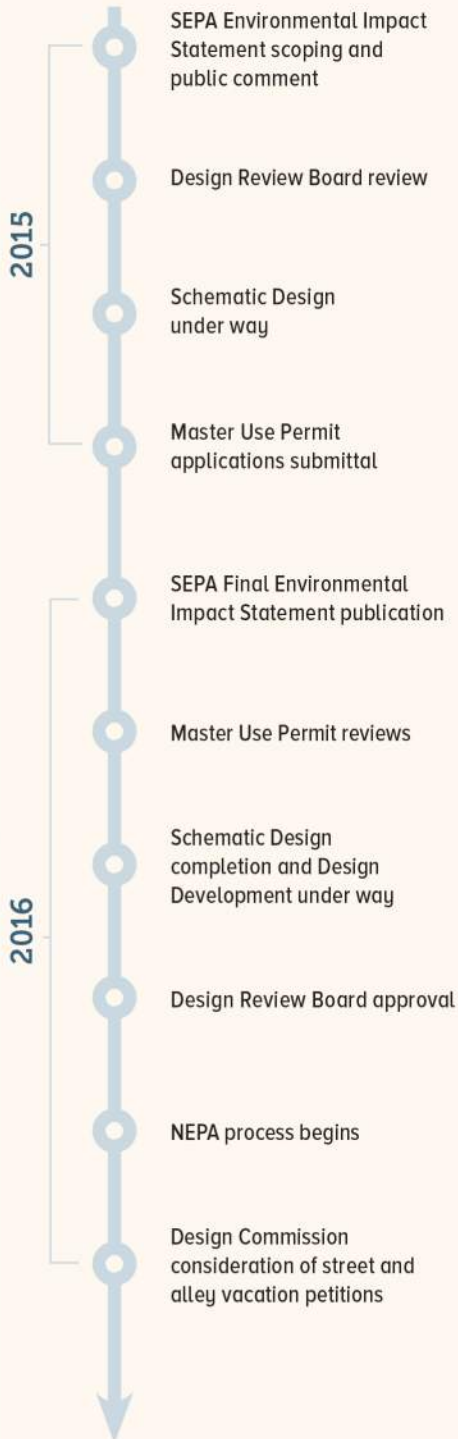 2015
SEPA Environmental Impact
Statement scoping and
public comment
Design Review Board review
Schematic Design
under way
Master Use Permit
applications submittal
2016
SEPA Final Environmental
Impact Statement publication
Master Use Permit reviews
Schematic Design
completion and Design
Development under way
Design Review Board approval
NEPA process begins
Design Commission
consideration of street and
alley vacation petitions